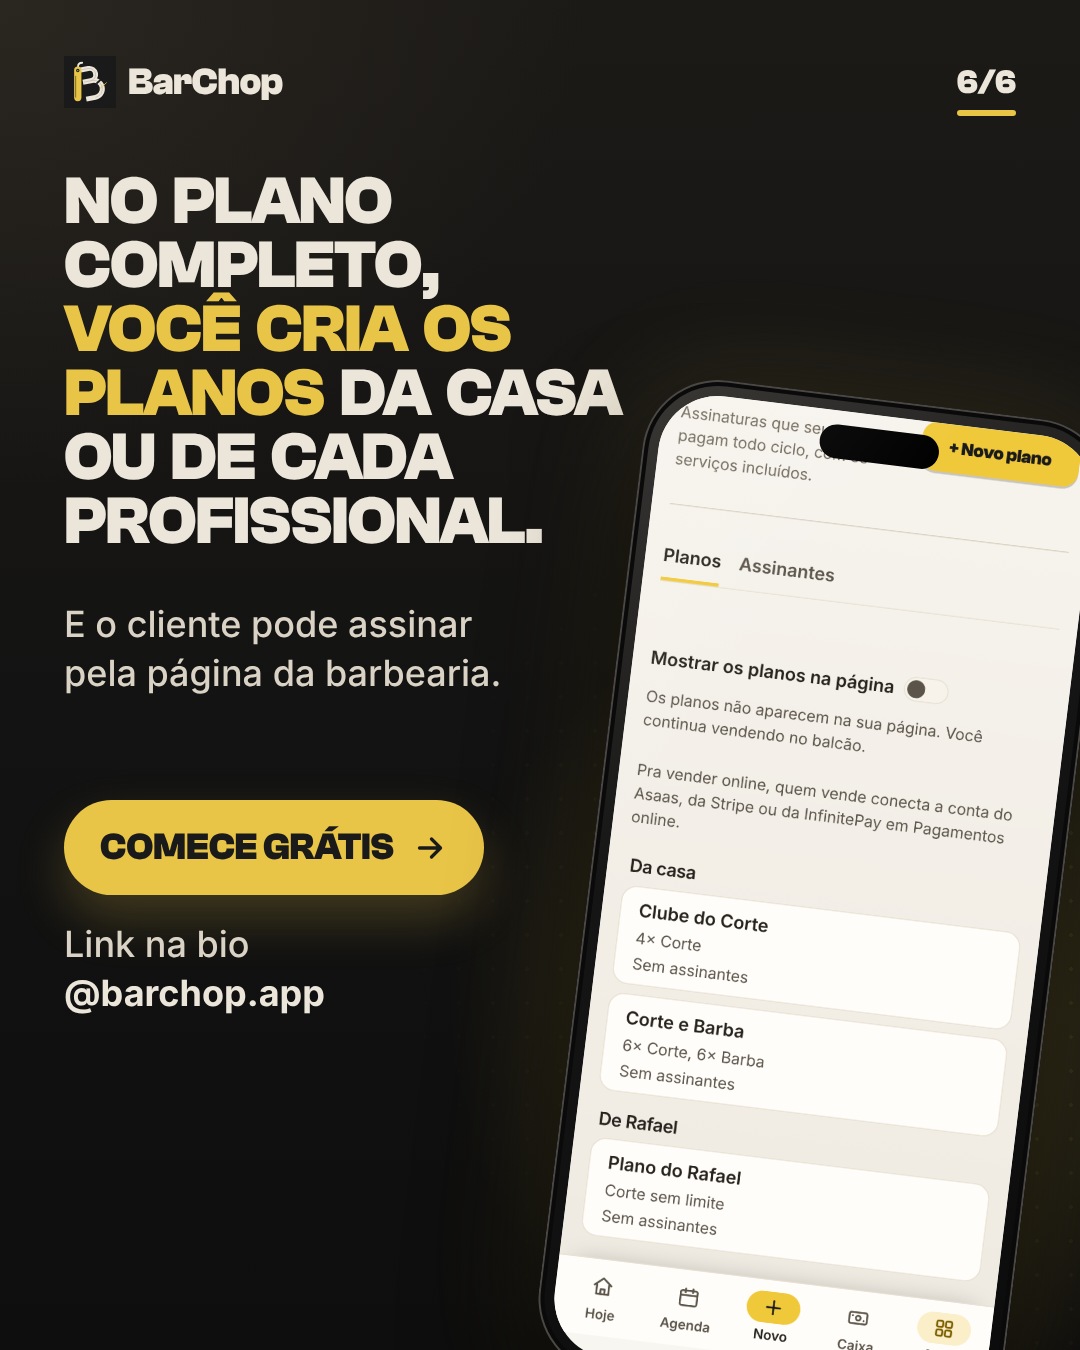 BarChop
6/6
NO PLANO
COMPLETO,
VOCÊ CRIA OS
PLANOS DA CASA
OU DE CADA
PROFISSIONAL.
E o cliente pode assinar
pela página da barbearia.
COMECE GRÁTIS →
Link na bio
@barchop.app
Assinaturas que
pagam todo ciclo,
serviços incluídos.
+ Novo plano
Planos
Assinantes
Mostrar os planos na página
Os planos não aparecem na sua página. Você
continua vendendo no balcão.
Pra vender online, quem vende conecta a conta do
Asaas, da Stripe ou da InfinitePay em Pagamentos
online.
Da casa
Clube do Corte
4× Corte
Sem assinantes
Corte e Barba
6× Corte, 6× Barba
Sem assinantes
De Rafael
Plano do Rafael
Corte sem limite
Sem assinantes
Hoje
Agenda
Novo
Caixa